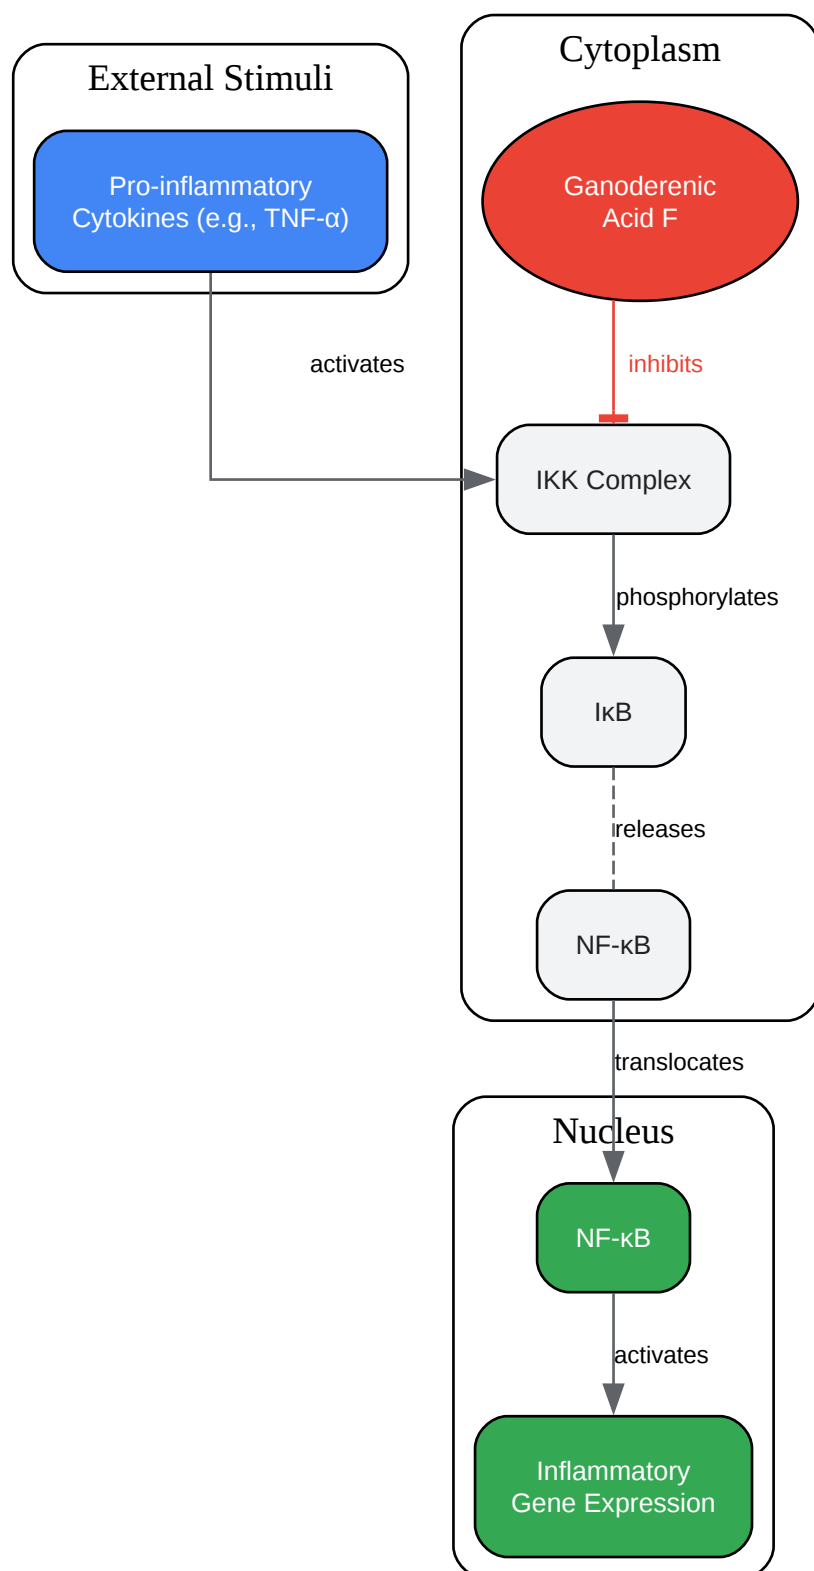 External Stimuli
Pro-inflammatory
Cytokines (e.g., TNF-α)
activates
Cytoplasm
Ganoderenic
Acid F
inhibits
IKK Complex
phosphorylates
IκB
releases
NF-κB
translocates
Nucleus
NF-κB
activates
Inflammatory
Gene Expression